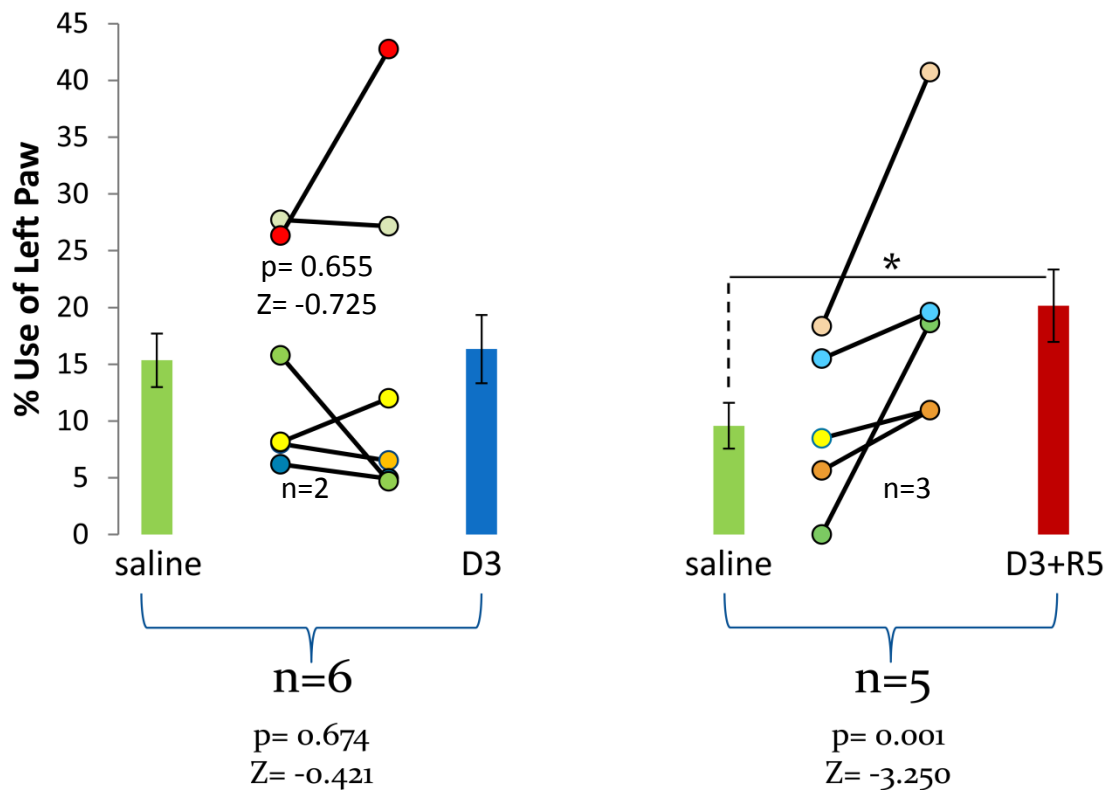 % Use of Left Paw
45
40
35
30
25
20
15
10
5
0
p= 0.655
Z= -0.725
n=2
*
n=3
saline
D3
saline
D3+R5
n=6
p= 0.674
Z= -0.421
n=5
p= 0.001
Z= -3.250